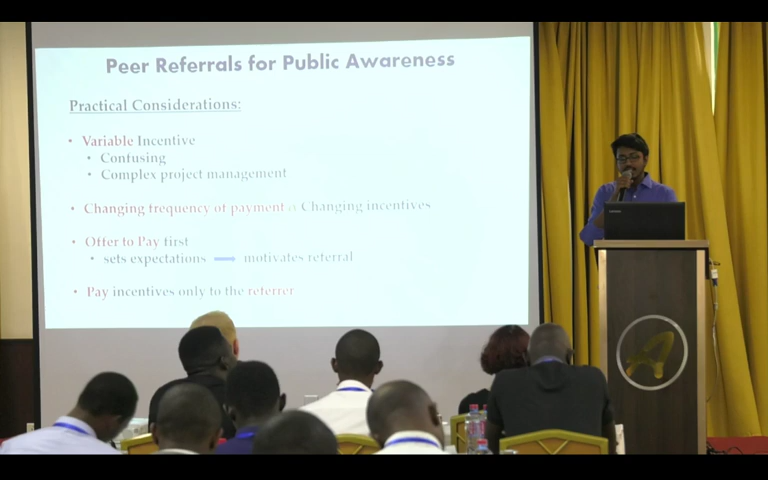 Peer Referrals for Public Awareness
Practical Considerations:
• Variable Incentive
• Confusing
• Complex project management
• Changing frequency of payment = Changing incentives
• Offer to Pay first
• sets expectations → motivates referral
• Pay incentives only to the referrer
lenovo